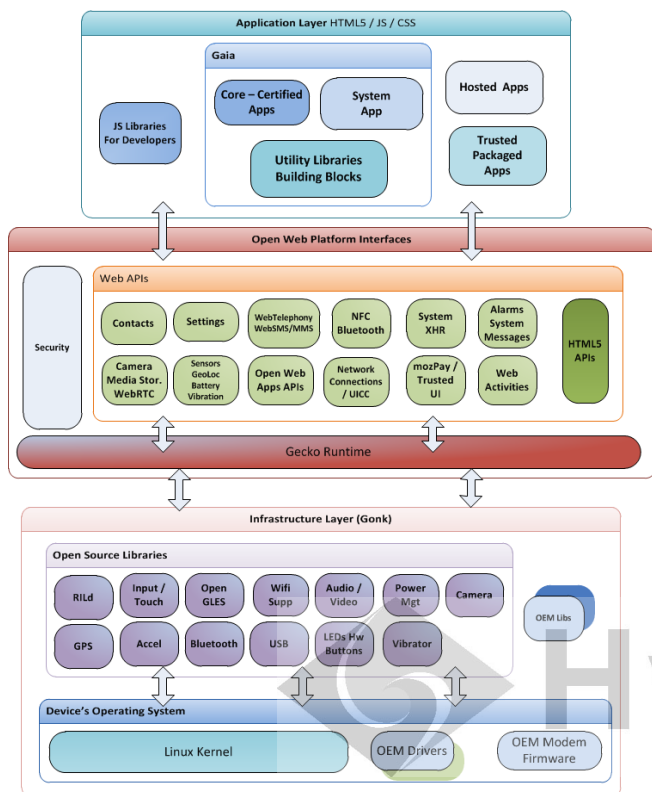 Application Layer HTML5 / JS / CSS
Gaia
Core – Certified
Apps
System
App
Hosted Apps
JS Libraries
For Developers
Utility Libraries
Building Blocks
Trusted
Packaged
Apps
Open Web Platform Interfaces
Security
Web APIs
Contacts
Settings
WebTelephony
WebSMS/MMS
NFC
Bluetooth
System
XHR
Alarms
System
Messages
HTML5
APIs
Camera
Media Stor.
WebRTC
Sensors
GeoLoc
Battery
Vibration
Open Web
Apps APIs
Network
Connections
/ UICC
mozPay /
Trusted
UI
Web
Activities
Gecko Runtime
Infrastructure Layer (Gonk)
Open Source Libraries
RILd
Input /
Touch
Open
GLES
Wifi
Supp
Audio /
Video
Power
Mgt
Camera
OEM Libs
GPS
Accel
Bluetooth
USB
LEDs Hw
Buttons
Vibrator
Device's Operating System
Linux Kernel
OEM Drivers
OEM Modem
Firmware